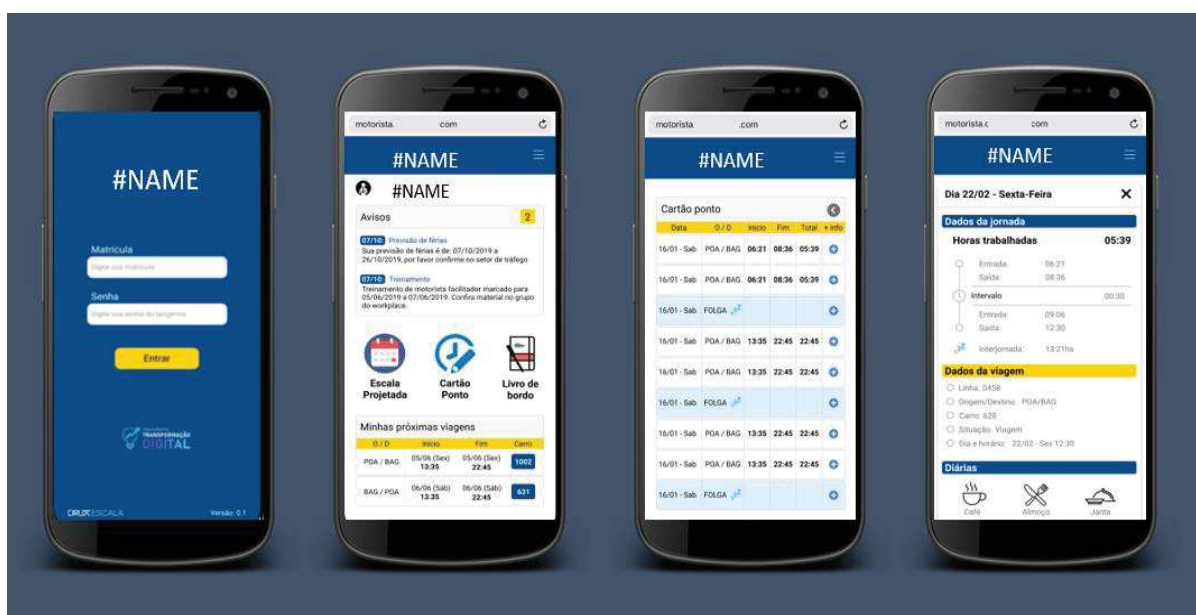 #NAME
Matrícula
Digite sua matrícula
Senha
Digite sua senha do tangerino
Entrar
TRANSFORMAÇÃO
DIGITAL
ESCALA
Versão: 0.1
motorista. com
#NAME
#NAME
Avisos 2
07/10: Previsão de férias
Sua previsão de férias é de: 07/10/2019 a
26/10/2019, por favor confirme no setor de tráfego
07/10: Treinamento
Treinamento de motorista facilitador marcado para
05/06/2019 a 07/06/2019. Confira material no grupo
do workplace.
Escala Cartão Livro de
Projetada Ponto bordo
Minhas próximas viagens
O / D Início Fim Carro
POA / BAG 05/06 (Sex) 05/06 (Sex) 1002
13:35 22:45
BAG / POA 06/06 (Sáb) 06/06 (Sáb) 631
13:35 22:45
motorista .com
#NAME
Cartão ponto
Data O / D Início Fim Total + info
16/01 - Sab POA / BAG 06:21 08:36 05:39
16/01 - Sab POA / BAG 06:21 08:36 05:39
16/01 - Sab FOLGA
16/01 - Sab POA / BAG 13:35 22:45 22:45
16/01 - Sab POA / BAG 13:35 22:45 22:45
16/01 - Sab FOLGA
16/01 - Sab POA / BAG 13:35 22:45 22:45
16/01 - Sab POA / BAG 13:35 22:45 22:45
16/01 - Sab FOLGA
motorista.c com
#NAME
Dia 22/02 - Sexta-Feira X
Dados da jornada
Horas trabalhadas 05:39
Entrada: 06:21
Saída: 08:36
Intervalo 00:30
Entrada: 09:06
Saída: 12:30
Interjornada: 13:21hs
Dados da viagem
Linha: 0458
Origem/Destino: POA/BAG
Carro: 628
Situação: Viagem
Dia e horário: 22/02 - Sex 12:30
Diárias
Café Almoço Janta